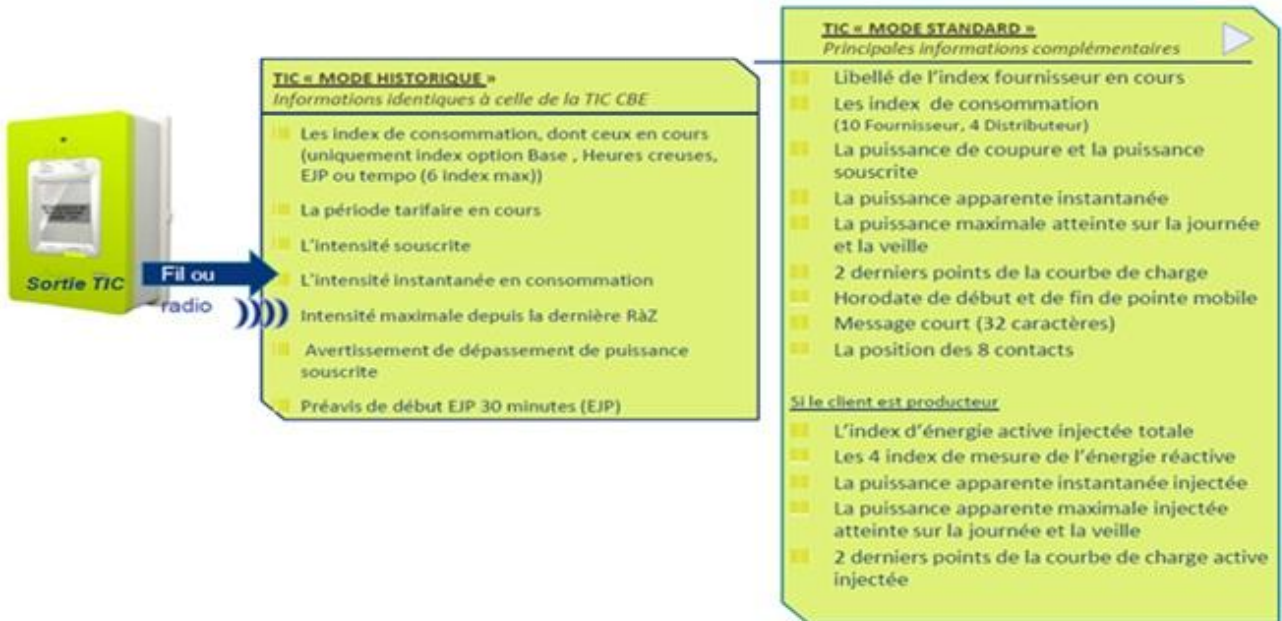 Sortie TIC
Fil ou
radio
TIC « MODE HISTORIQUE »
Informations identiques à celle de la TIC CBE
Les index de consommation, dont ceux en cours
(uniquement index option Base , Heures creuses,
EJP ou tempo (6 index max))
La période tarifaire en cours
L'intensité souscrite
L'intensité instantanée en consommation
Intensité maximale depuis la dernière RàZ
Avertissement de dépassement de puissance
souscrite
Préavis de début EJP 30 minutes (EJP)
TIC « MODE STANDARD »
Principales informations complémentaires
Libellé de l'index fournisseur en cours
Les index de consommation
(10 Fournisseur, 4 Distributeur)
La puissance de coupure et la puissance
souscrite
La puissance apparente instantanée
La puissance maximale atteinte sur la journée
et la veille
2 derniers points de la courbe de charge
Horodate de début et de fin de pointe mobile
Message court (32 caractères)
La position des 8 contacts
Si le client est producteur
L'index d'énergie active injectée totale
Les 4 index de mesure de l'énergie réactive
La puissance apparente instantanée injectée
La puissance apparente maximale injectée
atteinte sur la journée et la veille
2 derniers points de la courbe de charge active
injectée